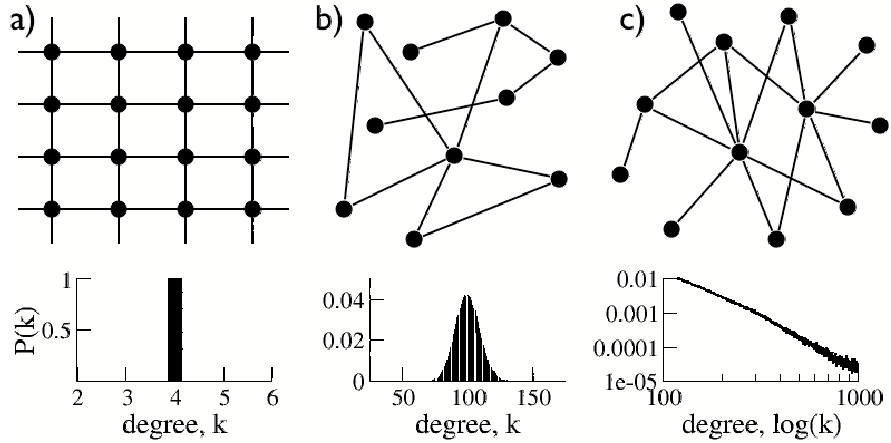 a) b) c)
1 0.04 0.01
P(k) 0.5 0.02 0.001
0 0.0001
1e-05
2 3 4 5 6 50 100 150 100 1000
degree, k degree, k degree, log(k)